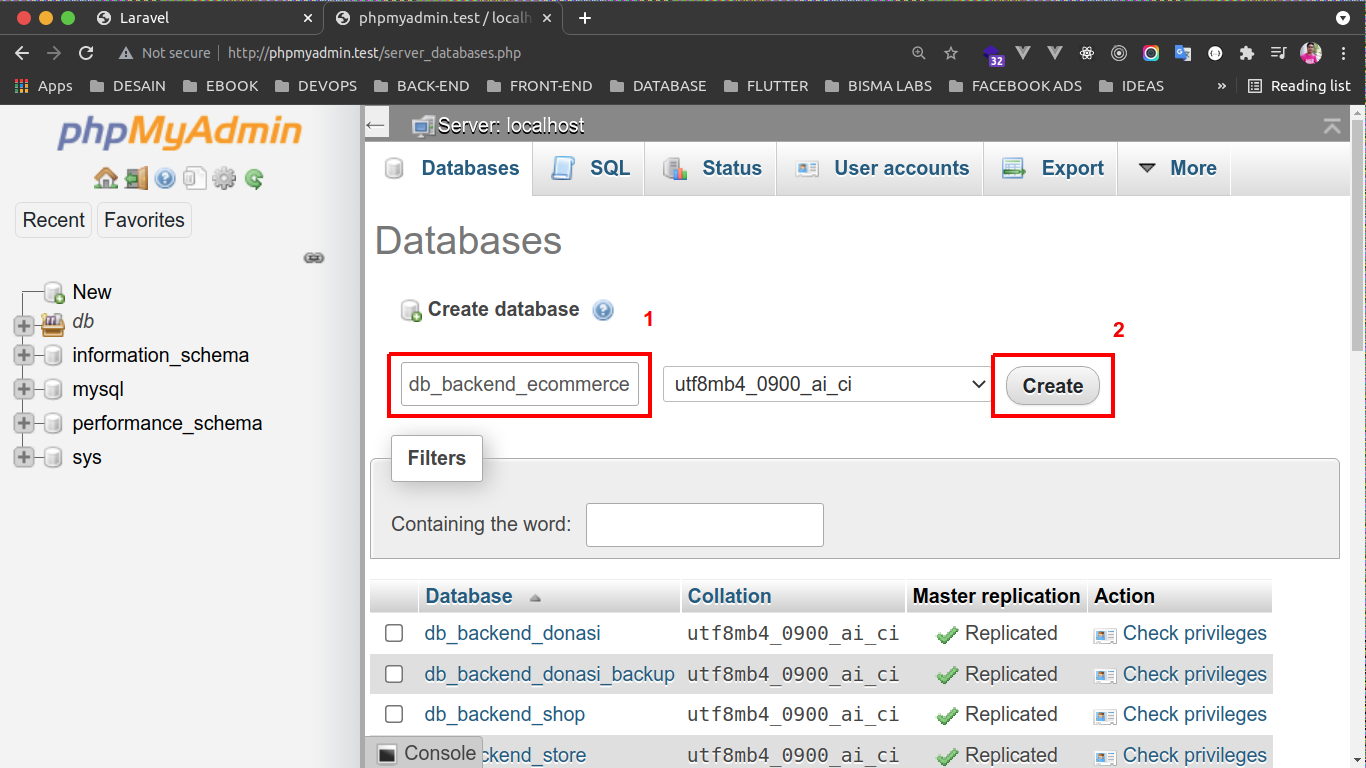 Laravel
phpmyadmin.test / localh
Not secure
http://phpmyadmin.test/server_databases.php
32
Apps
DESAIN
EBOOK
DEVOPS
BACK-END
FRONT-END
DATABASE
FLUTTER
BISMA LABS
FACEBOOK ADS
IDEAS
»
Reading list
phpMyAdmin
Recent
Favorites
New
db
information_schema
mysql
performance_schema
sys
Server: localhost
Databases
SQL
Status
User accounts
Export
More
Databases
Create database
1
2
db_backend_ecommerce
utf8mb4_0900_ai_ci
Create
Filters
Containing the word:
Database Collation Master replication Action
db_backend_donasi utf8mb4_0900_ai_ci Replicated Check privileges
db_backend_donasi_backup utf8mb4_0900_ai_ci Replicated Check privileges
db_backend_shop utf8mb4_0900_ai_ci Replicated Check privileges
ckend_store utf8mb4_0900_ai_ci Replicated Check privileges
Console